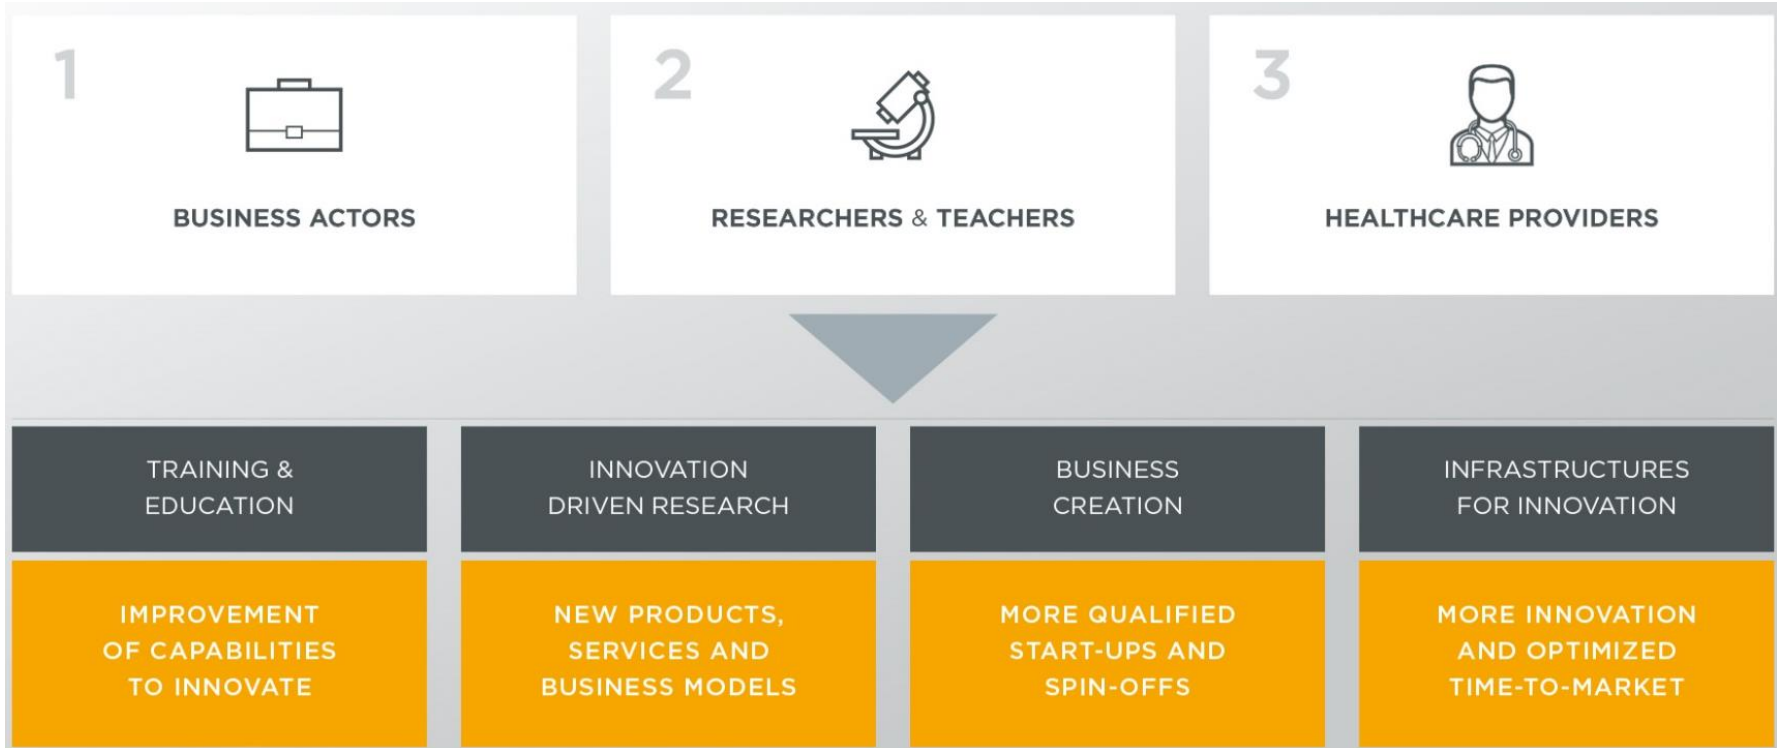 1
BUSINESS ACTORS
2
RESEARCHERS & TEACHERS
3
HEALTHCARE PROVIDERS
TRAINING &
EDUCATION
INNOVATION
DRIVEN RESEARCH
BUSINESS
CREATION
INFRASTRUCTURES
FOR INNOVATION
IMPROVEMENT
OF CAPABILITIES
TO INNOVATE
NEW PRODUCTS,
SERVICES AND
BUSINESS MODELS
MORE QUALIFIED
START-UPS AND
SPIN-OFFS
MORE INNOVATION
AND OPTIMIZED
TIME-TO-MARKET